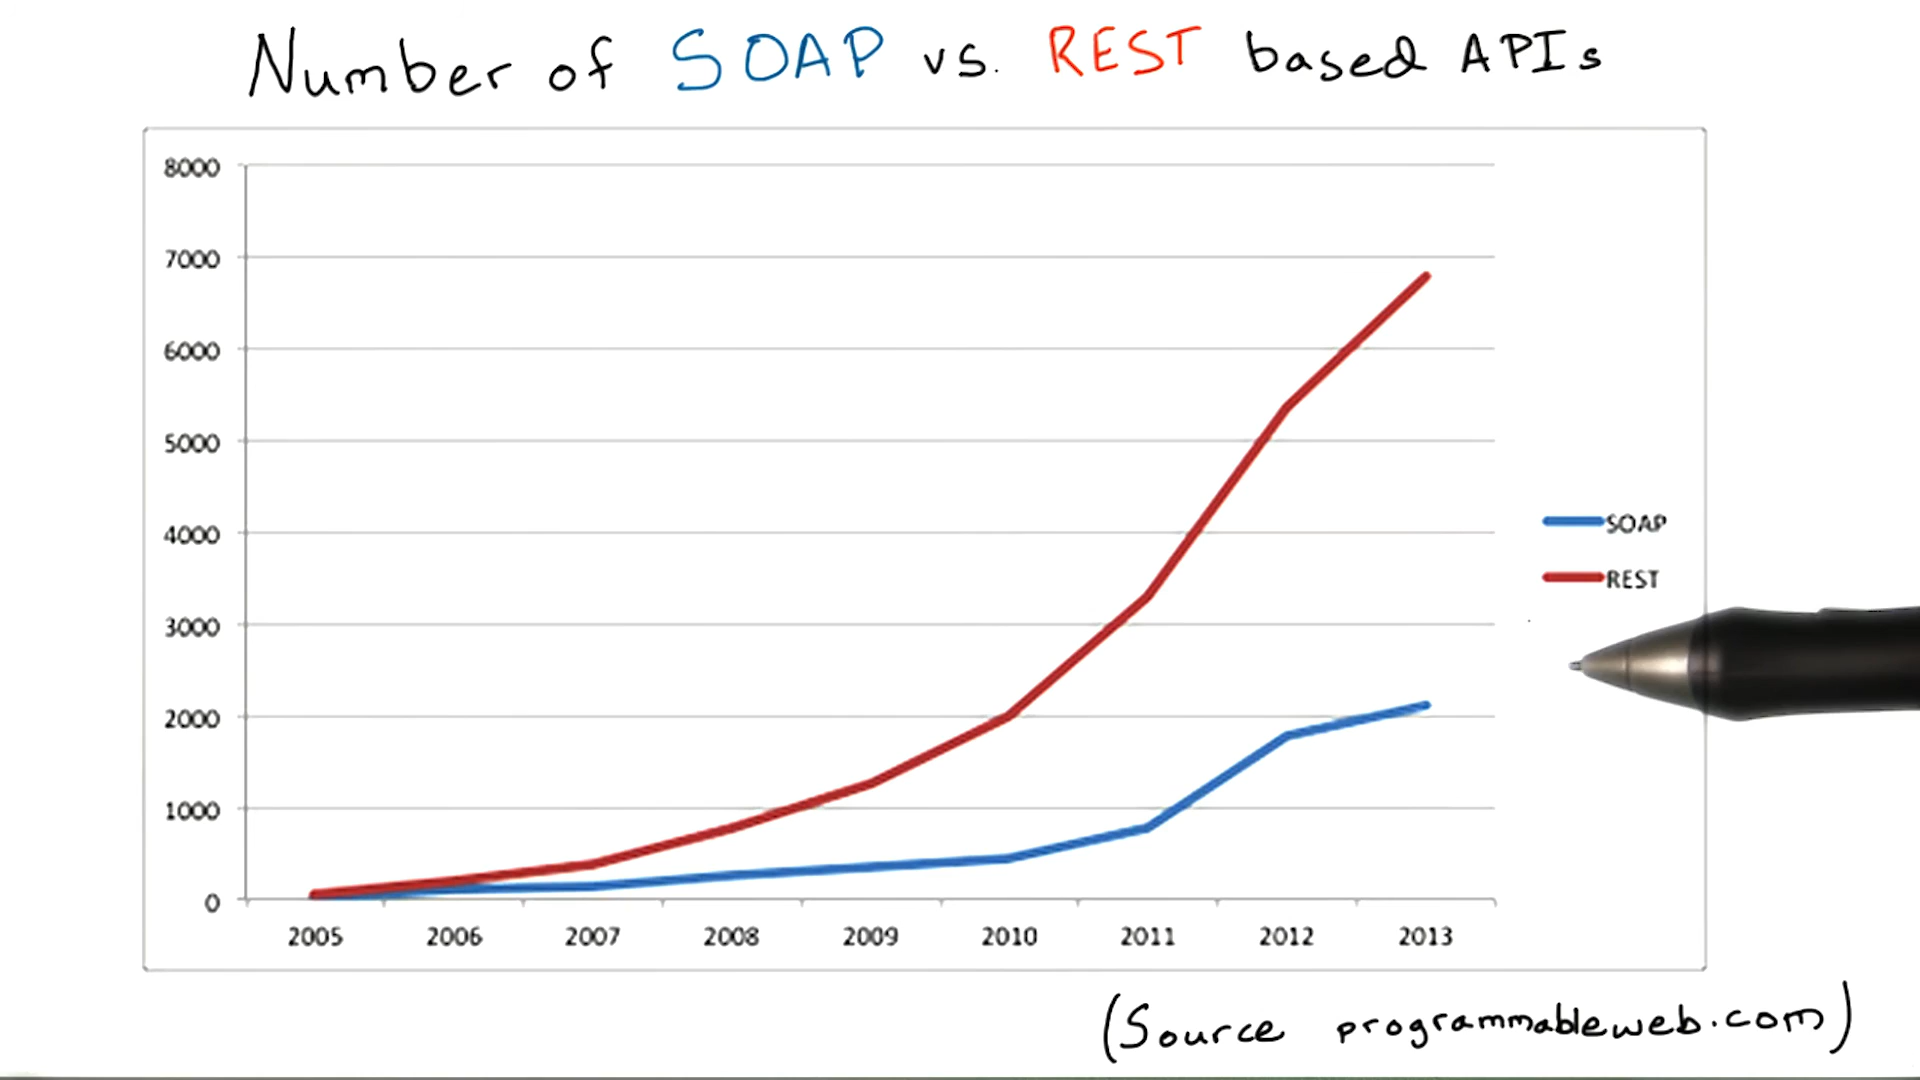 Number of SOAP vs. REST based APIs
8000
7000
6000
5000
4000
3000
2000
1000
0
SOAP
REST
2005 2006 2007 2008 2009 2010 2011 2012 2013
(Source programmableweb.com)